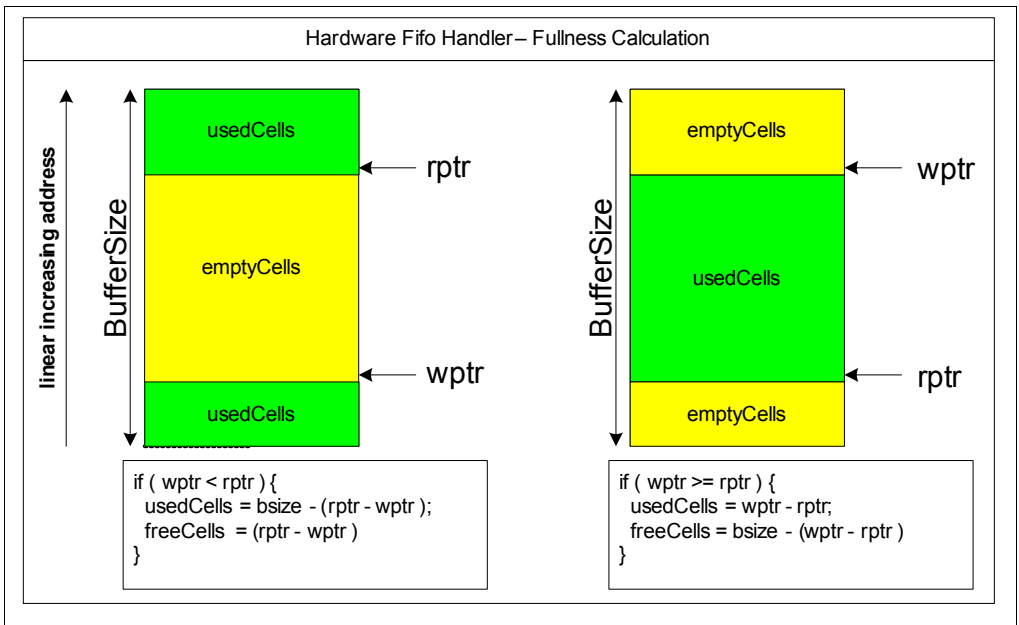 Hardware Fifo Handler – Fullness Calculation
linear increasing address
BufferSize
usedCells
rptr
emptyCells
wptr
usedCells
if ( wptr < rptr ) {
usedCells = bsize - (rptr - wptr );
freeCells = (rptr - wptr )
}
BufferSize
emptyCells
wptr
usedCells
rptr
emptyCells
if ( wptr >= rptr ) {
usedCells = wptr - rptr;
freeCells = bsize - (wptr - rptr )
}